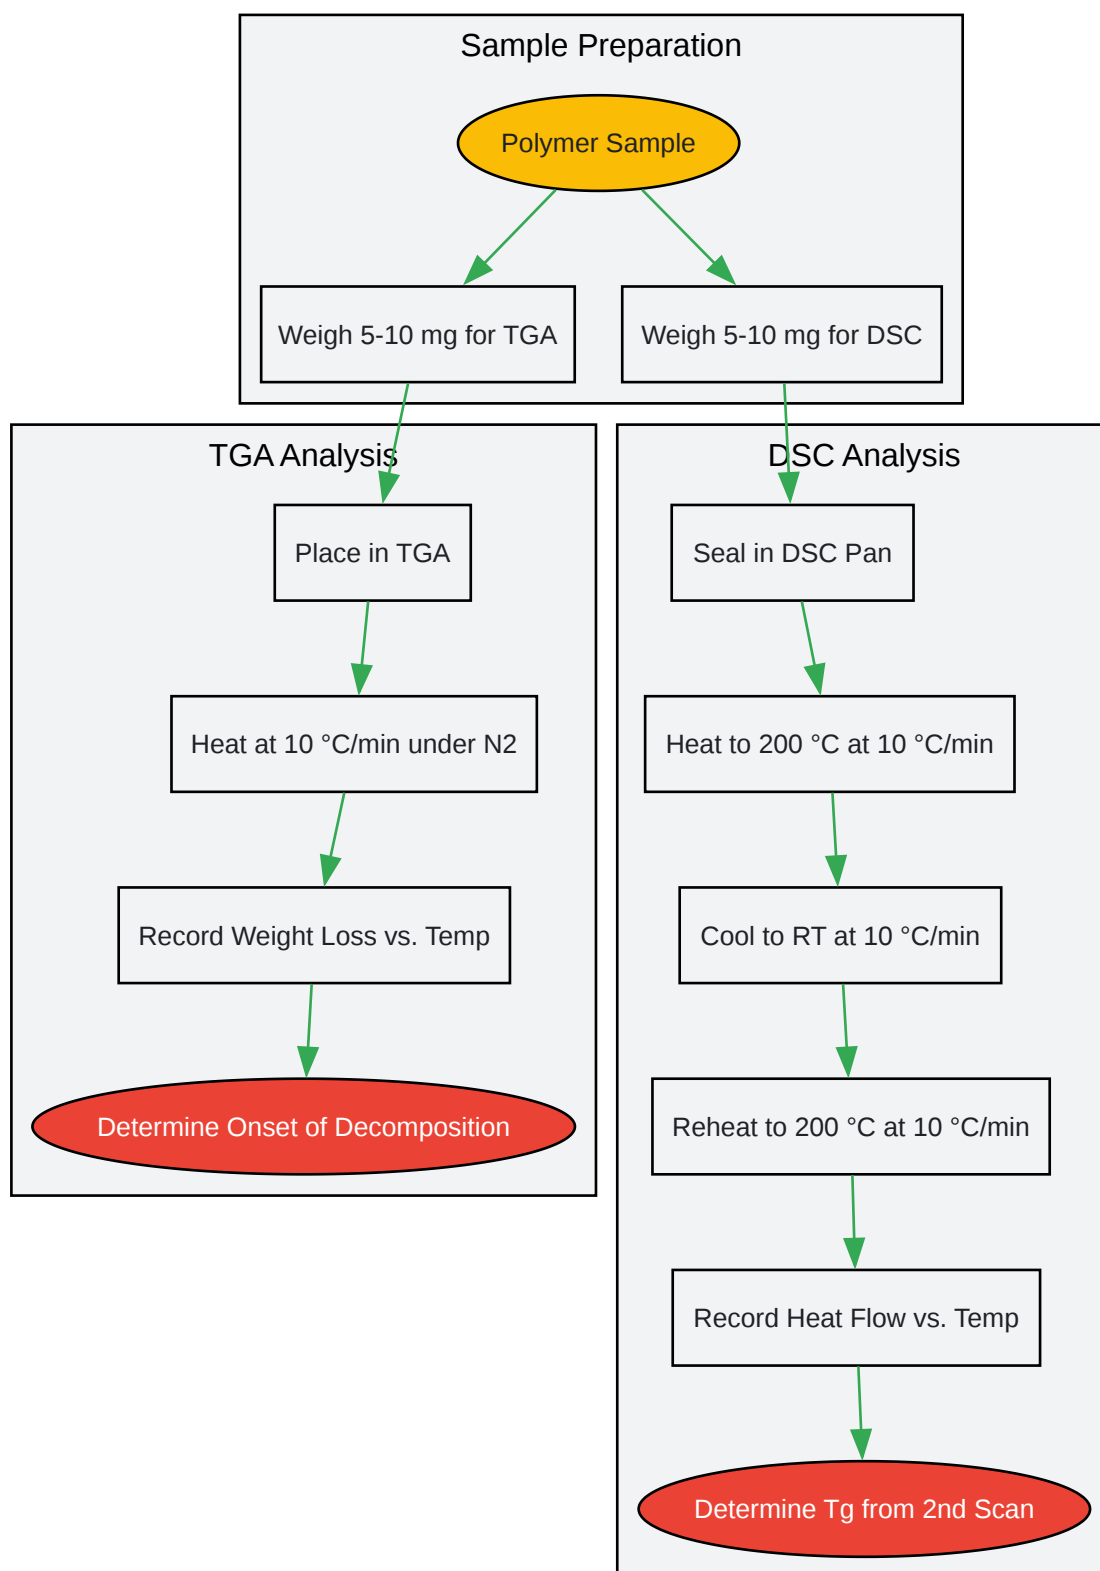 Sample Preparation
Polymer Sample
Weigh 5-10 mg for TGA
Weigh 5-10 mg for DSC
TGA Analysis
Place in TGA
Heat at 10 °C/min under N2
Record Weight Loss vs. Temp
Determine Onset of Decomposition
DSC Analysis
Seal in DSC Pan
Heat to 200 °C at 10 °C/min
Cool to RT at 10 °C/min
Reheat to 200 °C at 10 °C/min
Record Heat Flow vs. Temp
Determine Tg from 2nd Scan